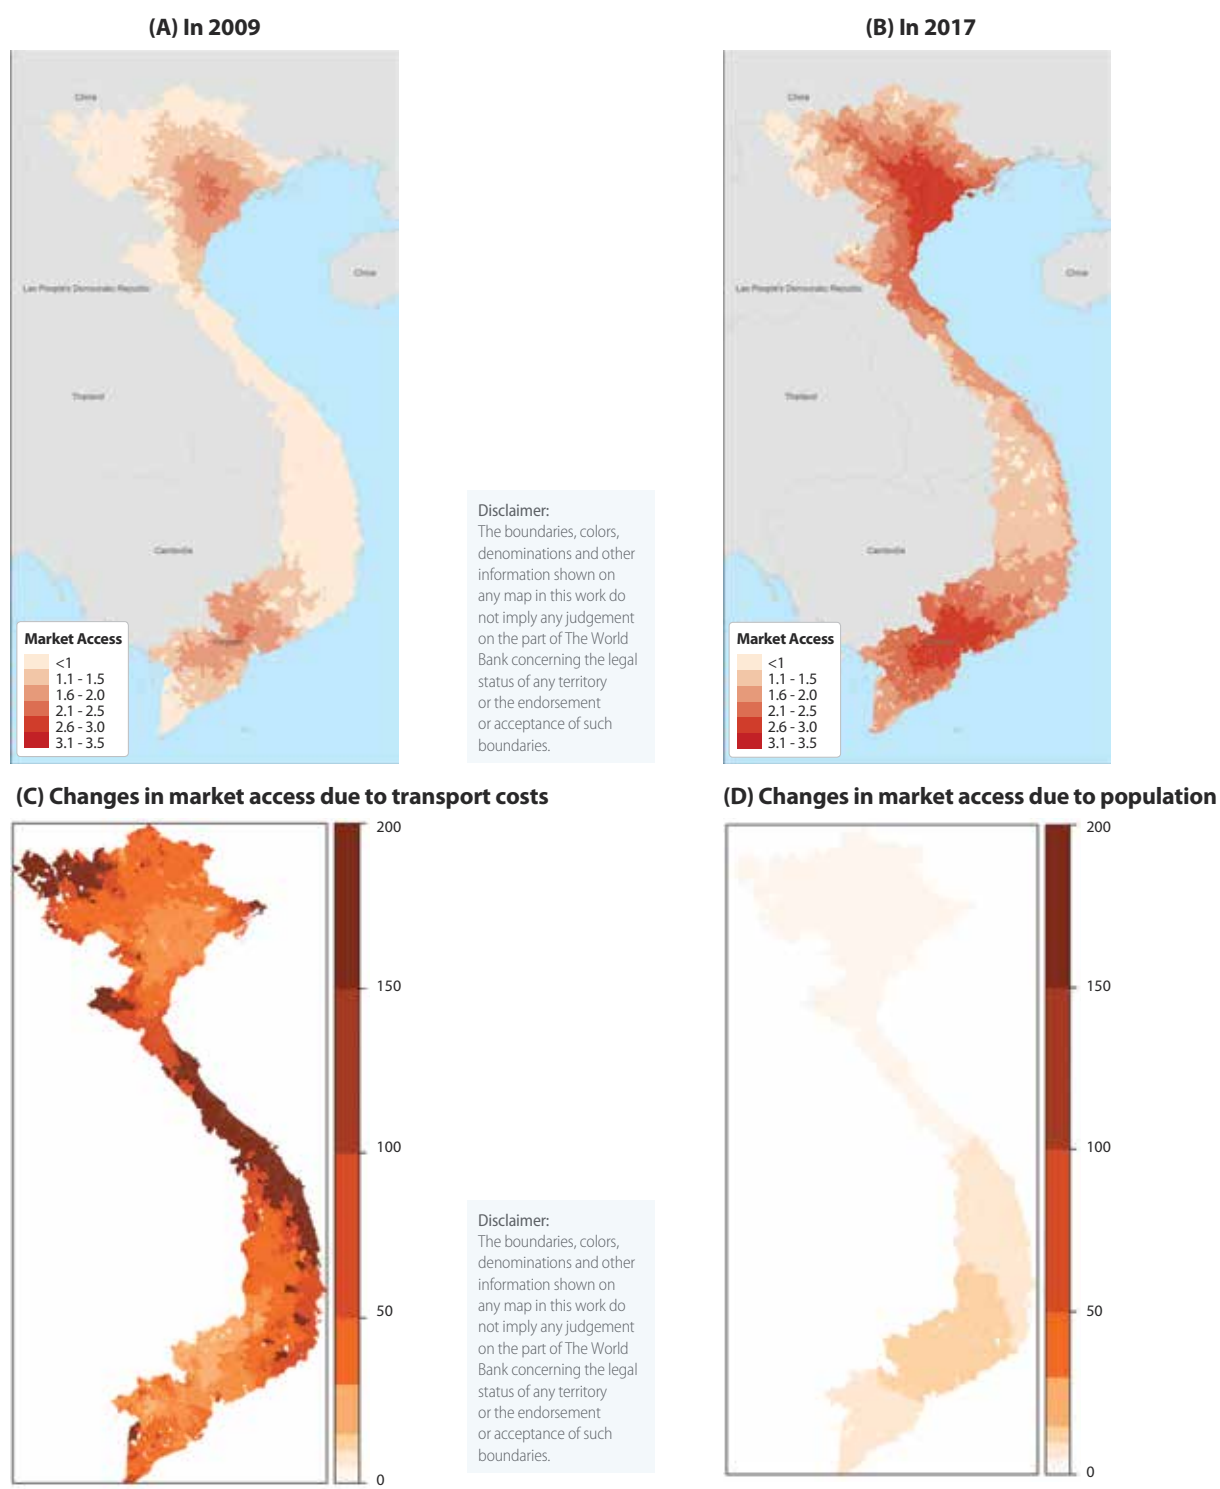 (A) In 2009
(B) In 2017
China
China
Lao People's Democratic Republic
Thailand
Cambodia
Market Access
<1
1.1 - 1.5
1.6 - 2.0
2.1 - 2.5
2.6 - 3.0
3.1 - 3.5
Disclaimer:
The boundaries, colors,
denominations and other
information shown on
any map in this work do
not imply any judgement
on the part of The World
Bank concerning the legal
status of any territory
or the endorsement
or acceptance of such
boundaries.
China
China
Lao People's Democratic Republic
Thailand
Cambodia
Market Access
<1
1.1 - 1.5
1.6 - 2.0
2.1 - 2.5
2.6 - 3.0
3.1 - 3.5
(C) Changes in market access due to transport costs
(D) Changes in market access due to population
200
150
100
50
0
Disclaimer:
The boundaries, colors,
denominations and other
information shown on
any map in this work do
not imply any judgement
on the part of The World
Bank concerning the legal
status of any territory
or the endorsement
or acceptance of such
boundaries.
200
150
100
50
0